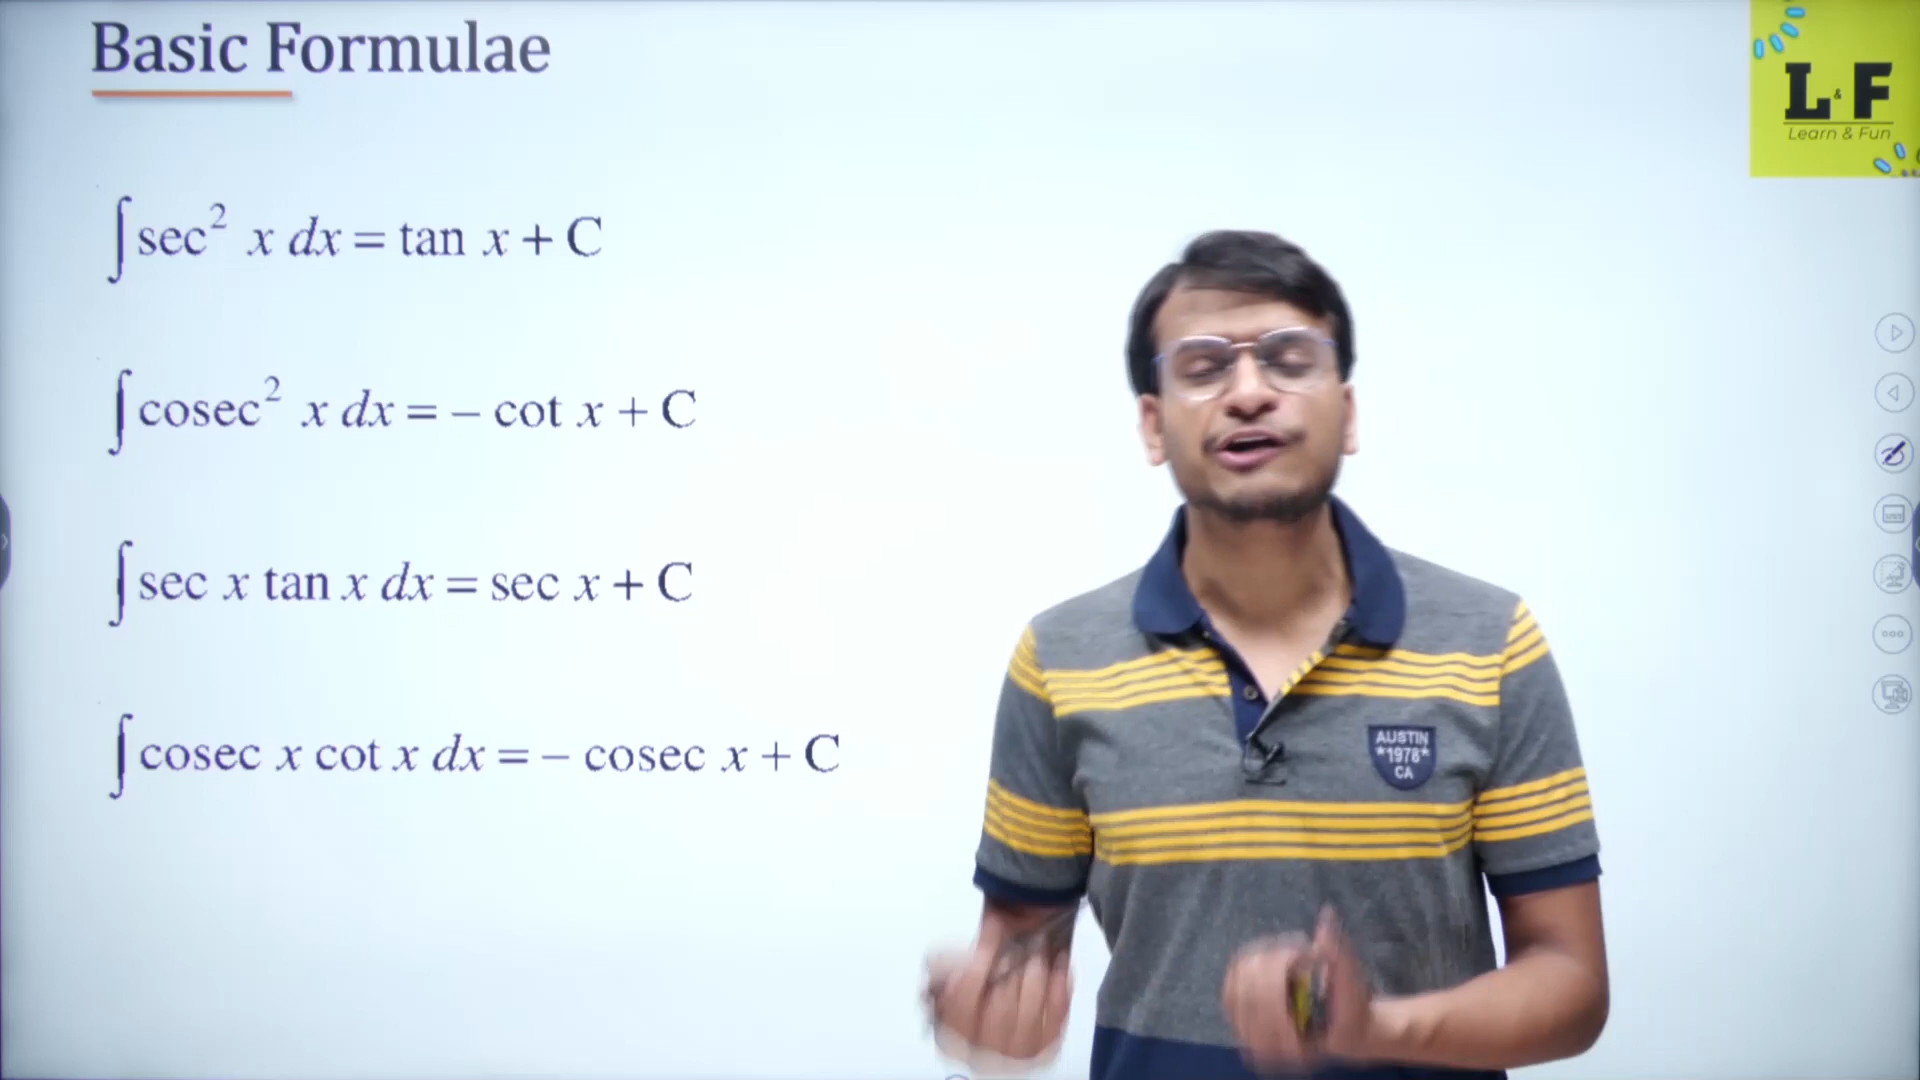 Basic Formulae
L & F
Learn & Fun
∫ sec² x dx = tan x + C
∫ cosec² x dx = – cot x + C
∫ sec x tan x dx = sec x + C
∫ cosec x cot x dx = – cosec x + C
AUSTIN
*1978*
CA